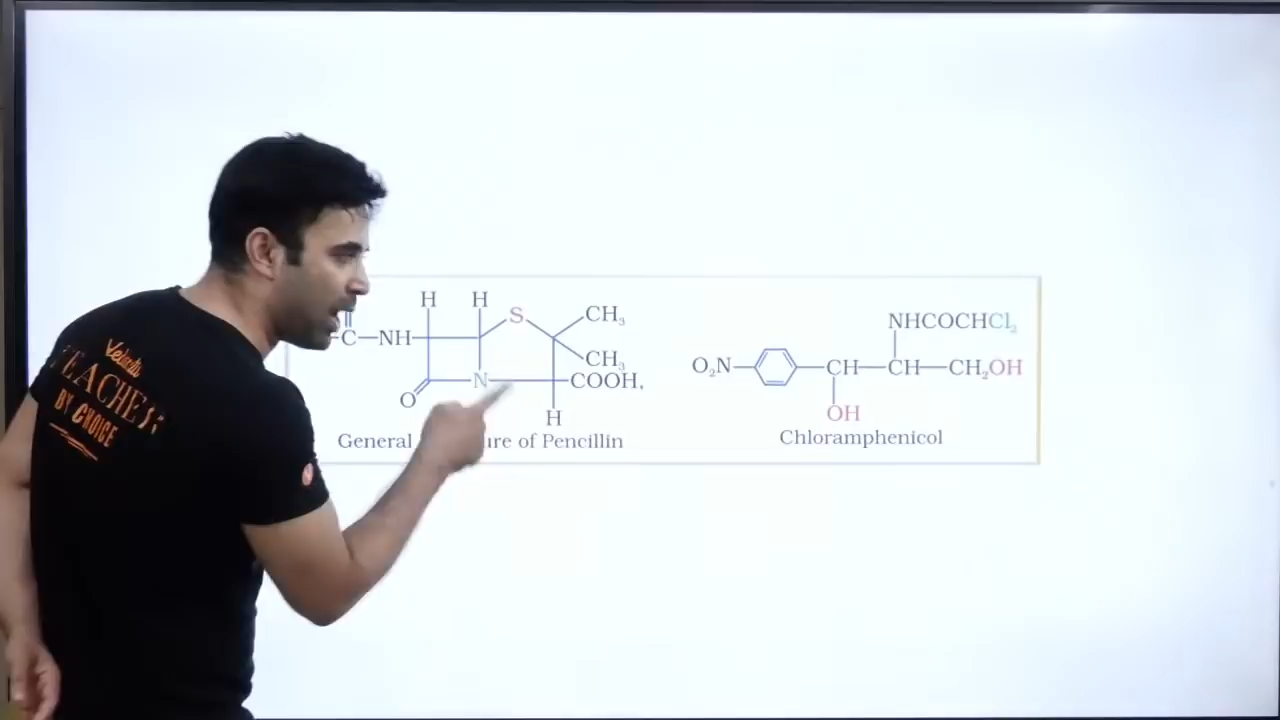 Vedantu
TEACHER
BY CHOICE
H H S CH₃
C—NH
CH₃
N COOH,
O
H
General ure of Pencillin
NHCOCHCl₂
O₂N CH—CH—CH₂OH
OH
Chloramphenicol